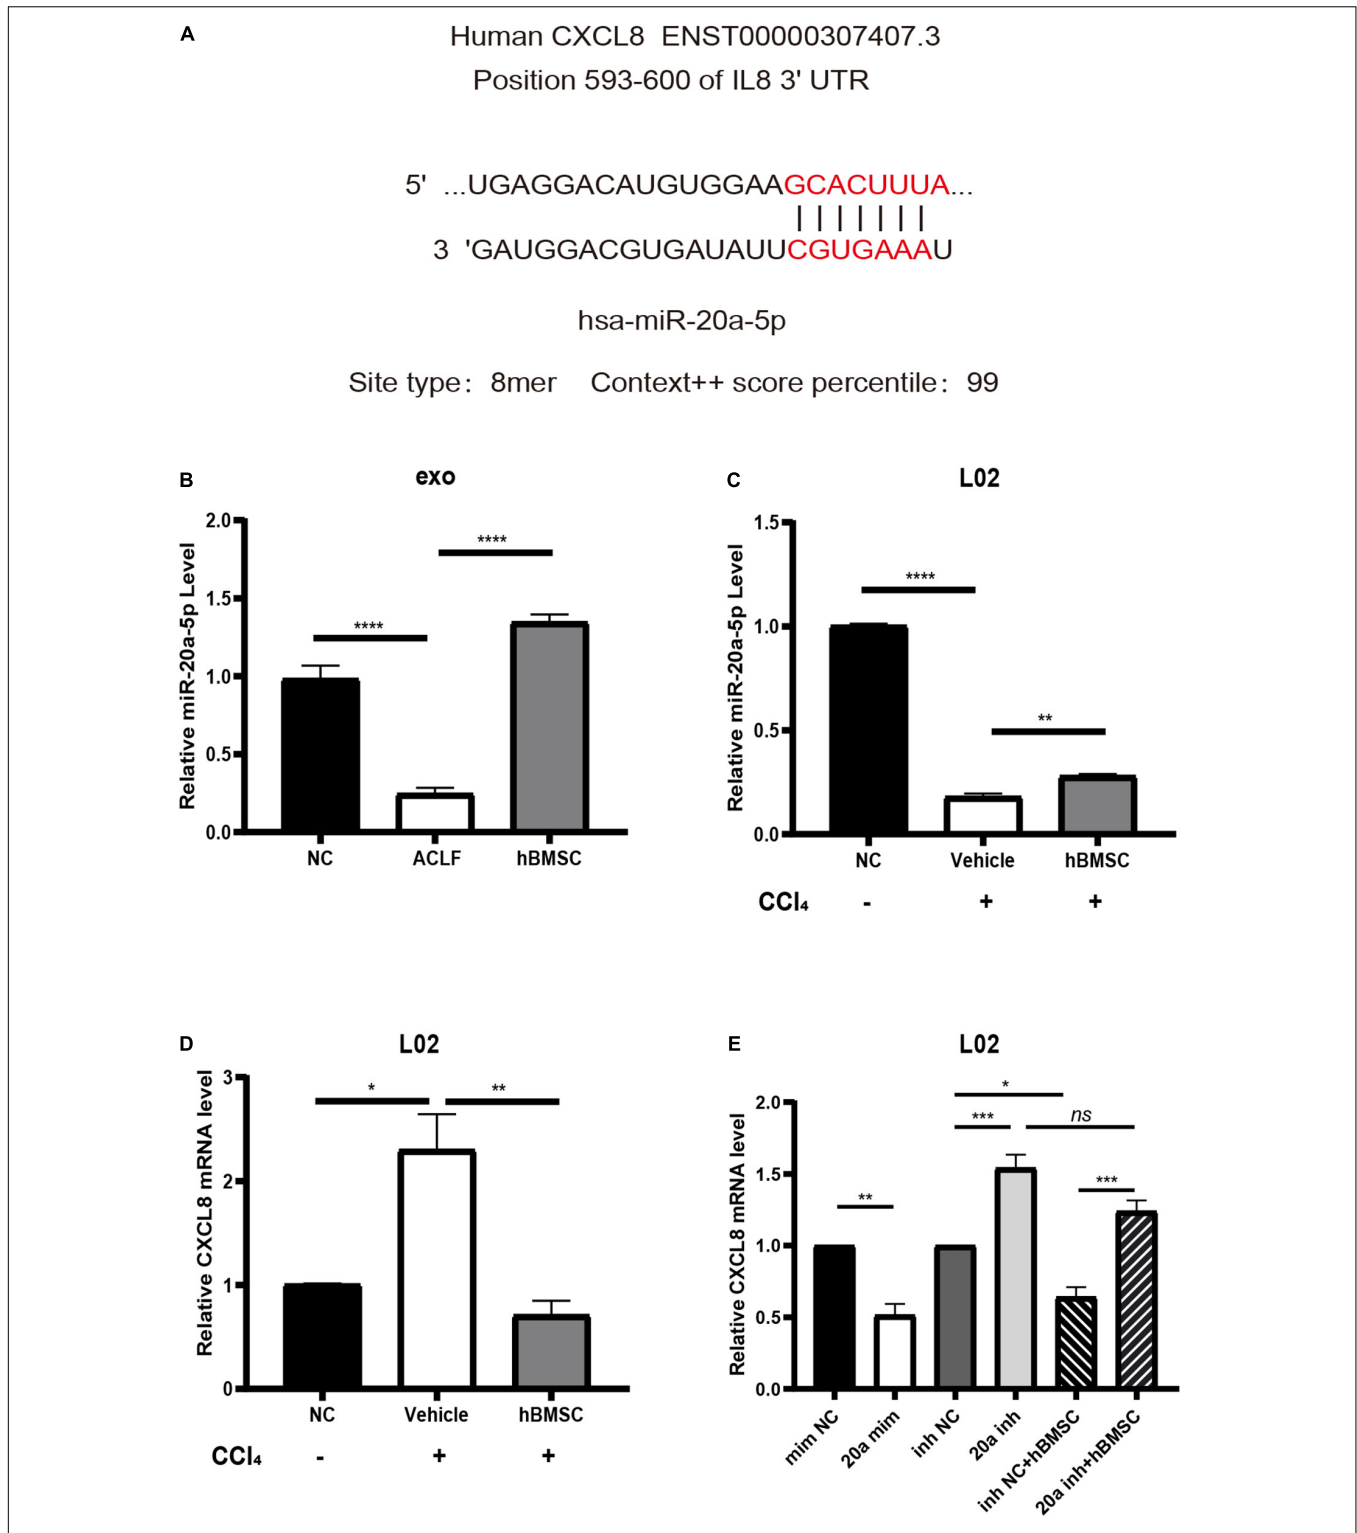 A
Human CXCL8 ENST00000307407.3
Position 593-600 of IL8 3' UTR
5' ...UGAGGACAUGUGGAAGCACUUUA...
3 'GAUGGACGUGAUAUUCGUGAAAU
hsa-miR-20a-5p
Site type: 8mer Context++ score percentile: 99
B
exo
Relative miR-20a-5p Level
2.0
1.5
1.0
0.5
0.0
****
****
NC ACLF hBMSC
C
L02
Relative miR-20a-5p Level
1.5
1.0
0.5
0.0
****
**
NC Vehicle hBMSC
CCl₄ - + +
D
L02
Relative CXCL8 mRNA level
3
2
1
0
* **
NC Vehicle hBMSC
CCl₄ - + +
E
L02
Relative CXCL8 mRNA level
2.0
1.5
1.0
0.5
0.0
*
*** ns
** ***
mim NC
20a mim
inh NC
20a inh
inh NC+hBMSC
20a inh+hBMSC